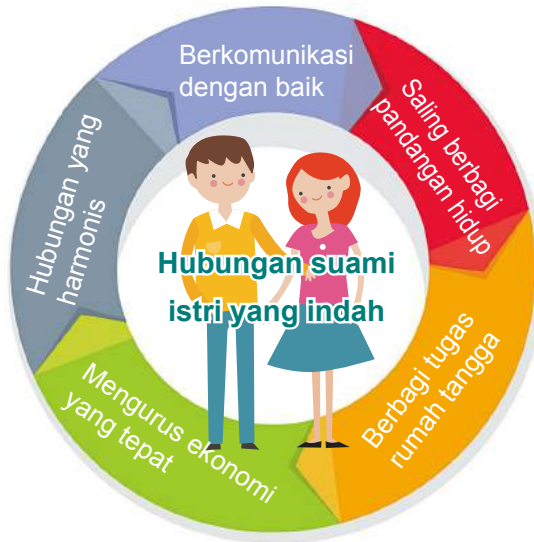 Berkomunikasi
dengan baik
Saling berbagi
pandangan hidup
Berbagi tugas
rumah tangga
Mengurus ekonomi
yang tepat
Hubungan yang
harmonis
Hubungan suami
istri yang indah